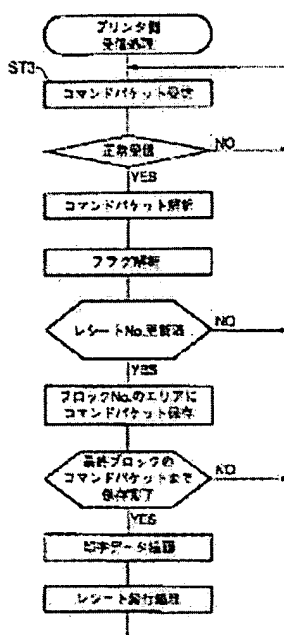 プリンタ側
受信処理
ST3
コマンドパケット受信
正常受信
NO
YES
コマンドパケット解析
フラグ解析
レシートNo.更新済
NO
YES
ブロックNo.のエリアに
コマンドパケット保存
最終ブロックの
コマンドパケットまで
保存完了
NO
YES
印字データ編集
レシート発行処理